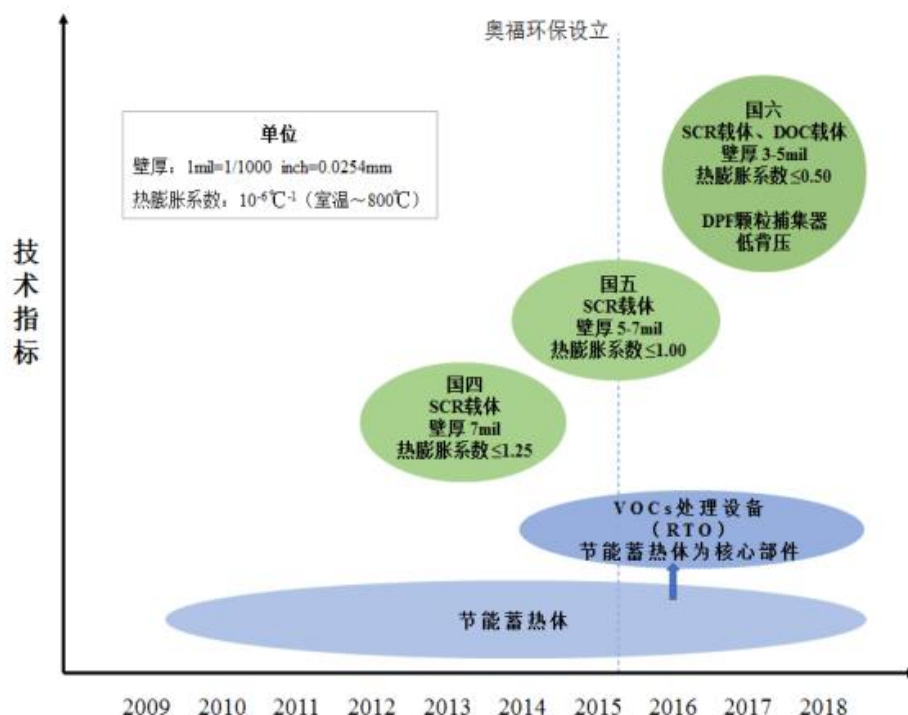 奥福环保设立
单位
壁厚：1mil=1/1000 inch=0.0254mm
热膨胀系数：10⁻⁶℃⁻¹（室温～800℃）
国六
SCR载体、DOC载体
壁厚 3-5mil
热膨胀系数≤0.50
DPF颗粒捕集器
低背压
技术指标
国五
SCR载体
壁厚 5-7mil
热膨胀系数≤1.00
国四
SCR载体
壁厚 7mil
热膨胀系数≤1.25
VOCs处理设备
（RTO）
节能蓄热体为核心部件
节能蓄热体
2009 2010 2011 2012 2013 2014 2015 2016 2017 2018